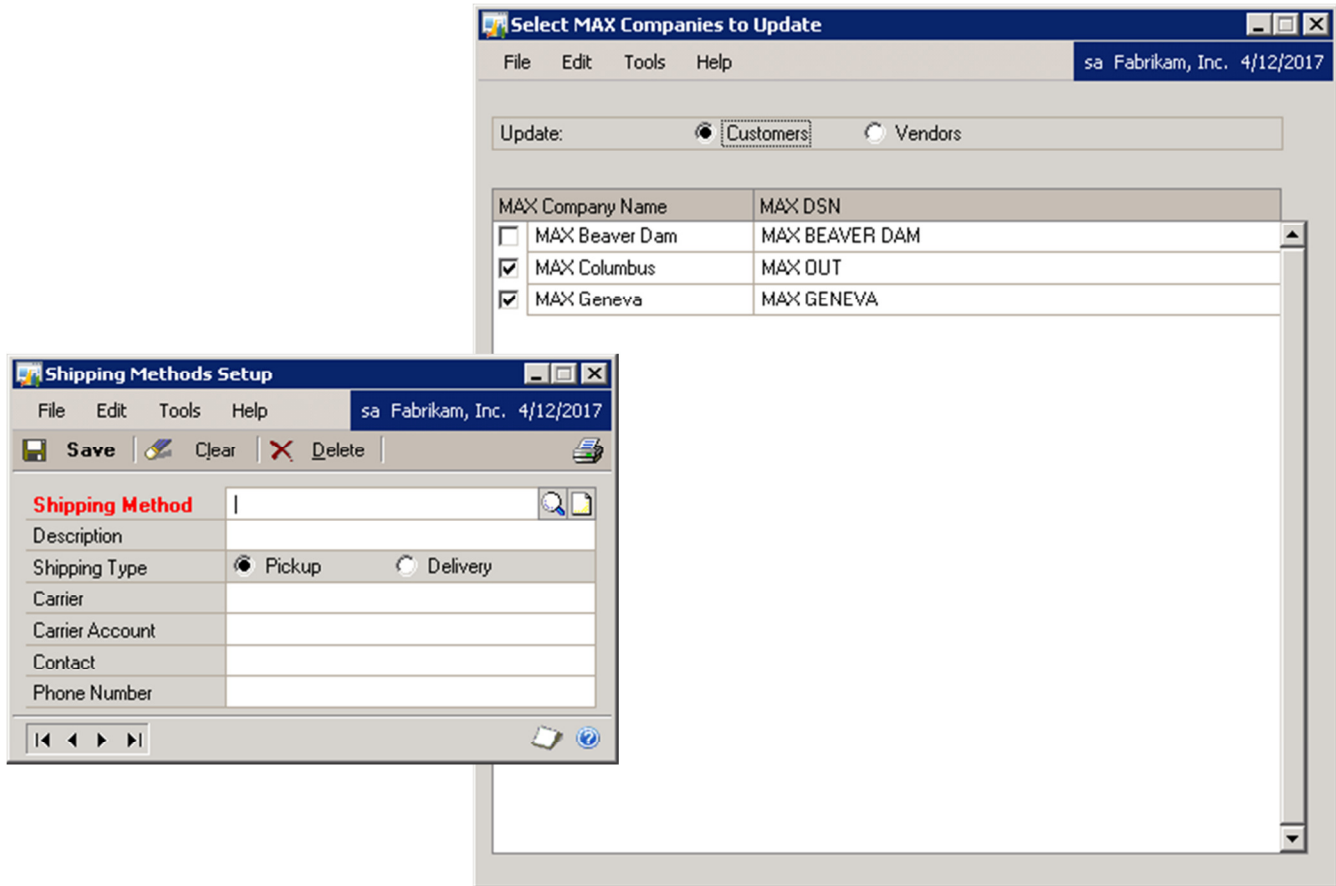 Select MAX Companies to Update
File Edit Tools Help sa Fabrikam, Inc. 4/12/2017
Update: Customers Vendors
MAX Company Name MAX DSN
MAX Beaver Dam MAX BEAVER DAM
MAX Columbus MAX OUT
MAX Geneva MAX GENEVA
Shipping Methods Setup
File Edit Tools Help sa Fabrikam, Inc. 4/12/2017
Save Clear Delete
Shipping Method
Description
Shipping Type Pickup Delivery
Carrier
Carrier Account
Contact
Phone Number